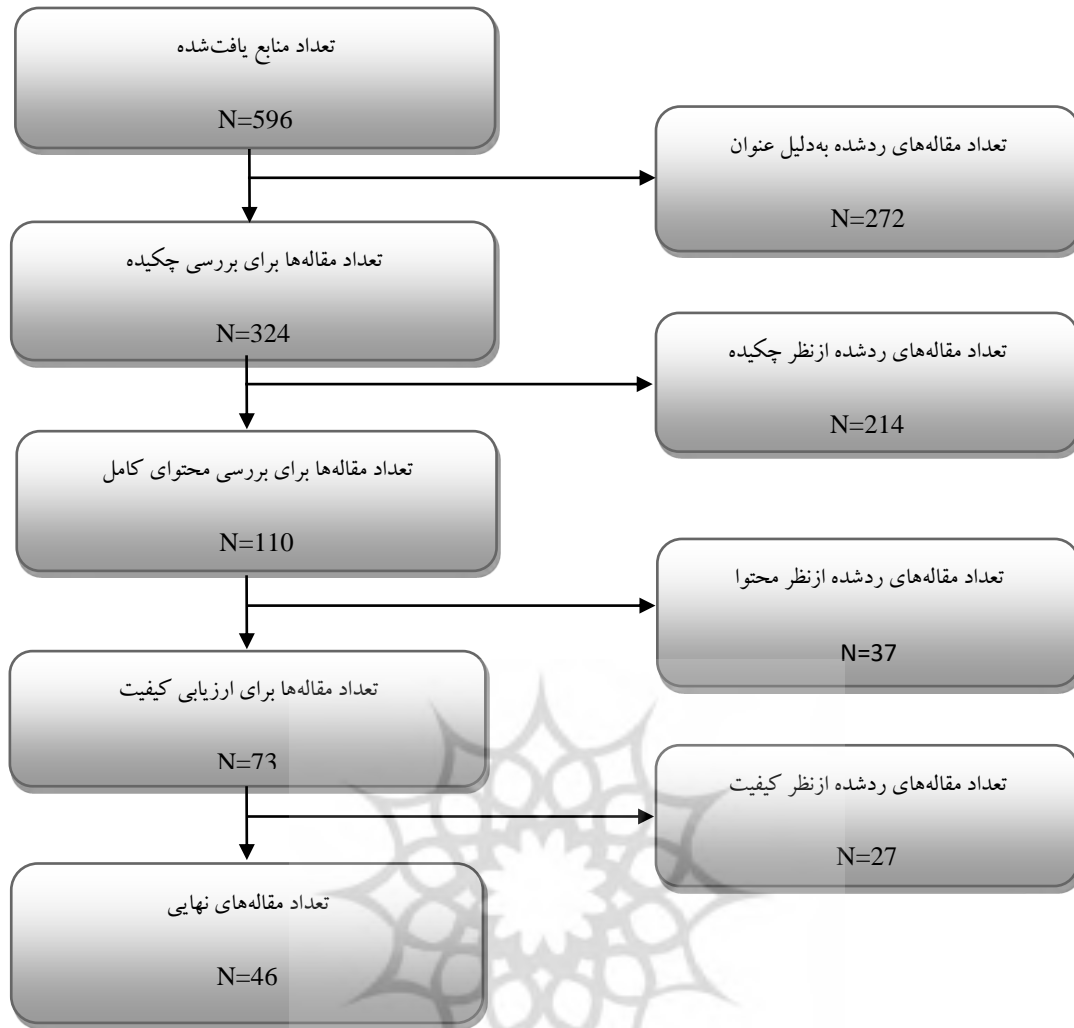 تعداد منابع یافت‌شده
N=596
تعداد مقاله‌های ردشده به‌دلیل عنوان
N=272
تعداد مقاله‌ها برای بررسی چکیده
N=324
تعداد مقاله‌های ردشده ازنظر چکیده
N=214
تعداد مقاله‌ها برای بررسی محتوای کامل
N=110
تعداد مقاله‌های ردشده ازنظر محتوا
N=37
تعداد مقاله‌ها برای ارزیابی کیفیت
N=73
تعداد مقاله‌های ردشده ازنظر کیفیت
N=27
تعداد مقاله‌های نهایی
N=46